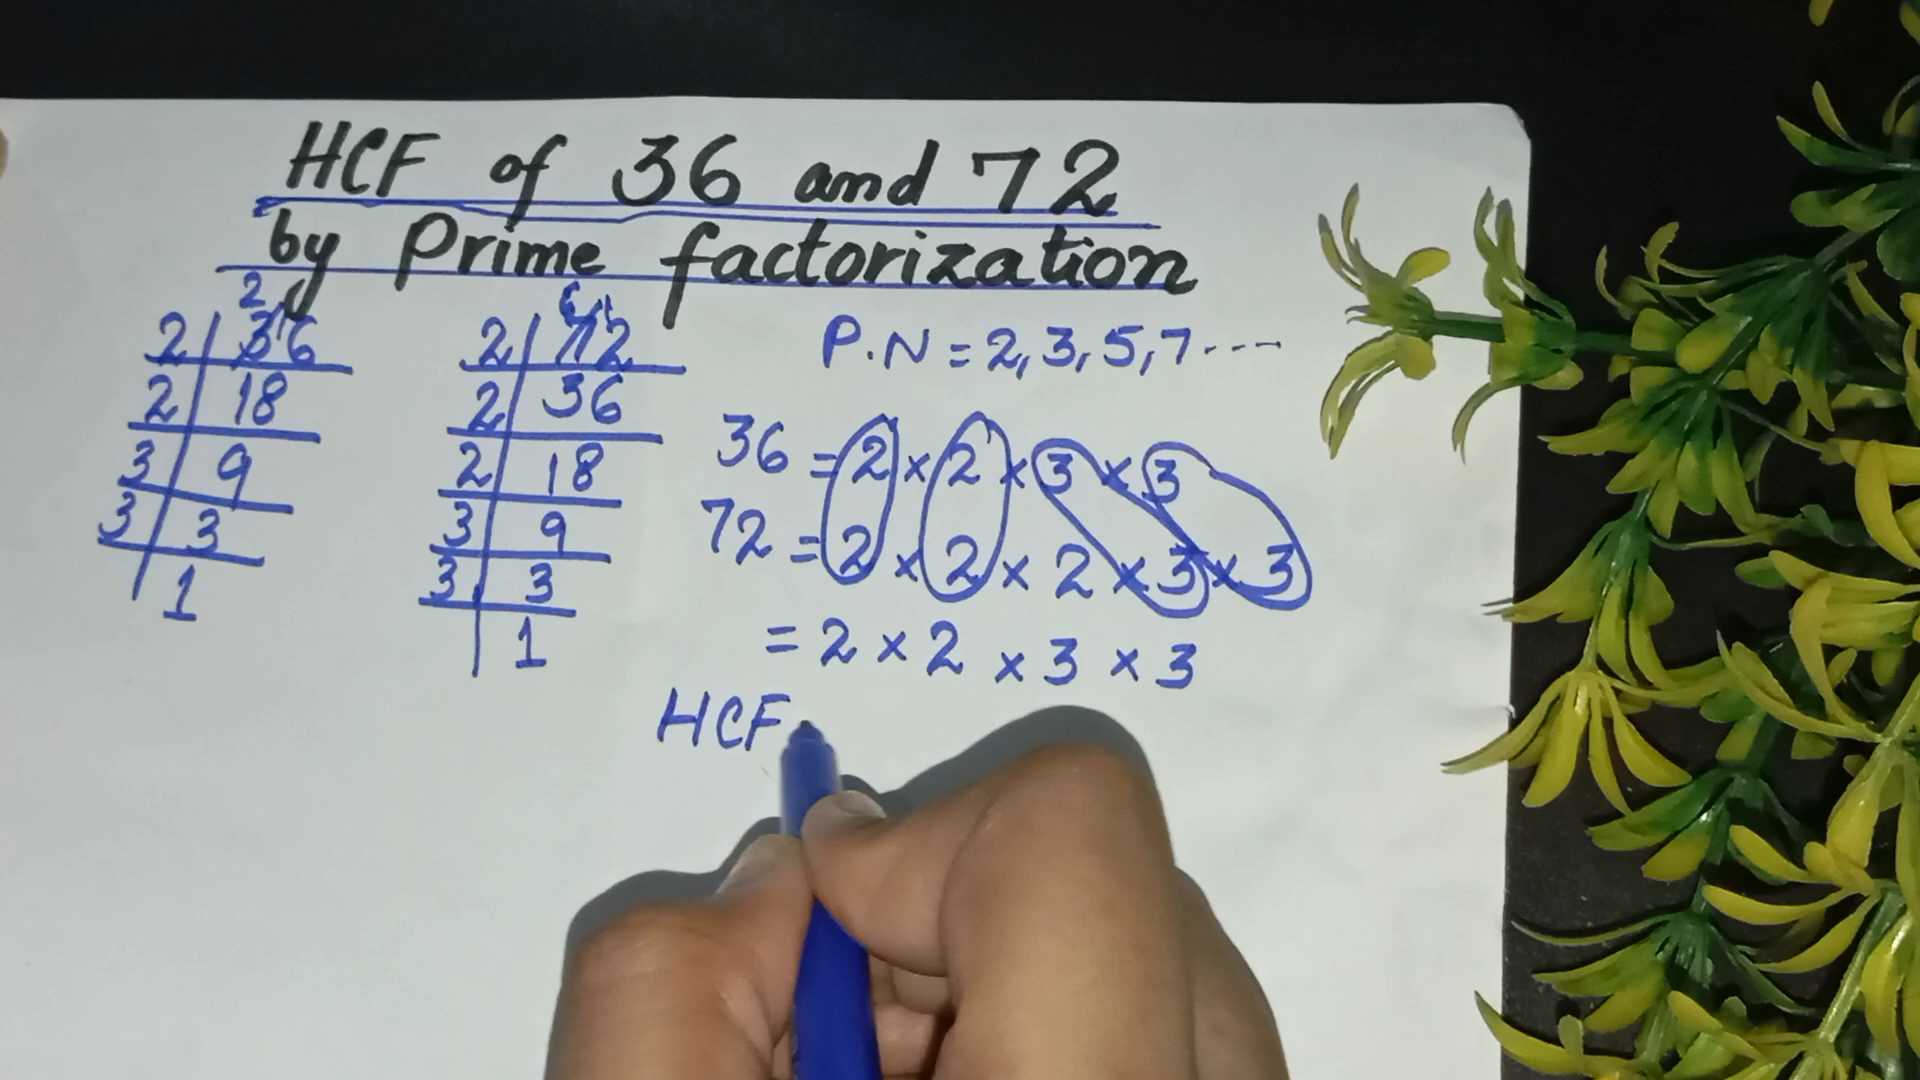 HCF of 36 and 72
by Prime factorization
2 36
2 18
3 9
3 3
1
2 72
2 36
2 18
3 9
3 3
1
P.N = 2, 3, 5, 7 ----
36 = 2 × 2 × 3 × 3
72 = 2 × 2 × 2 × 3 × 3
= 2 × 2 × 3 × 3
HCF